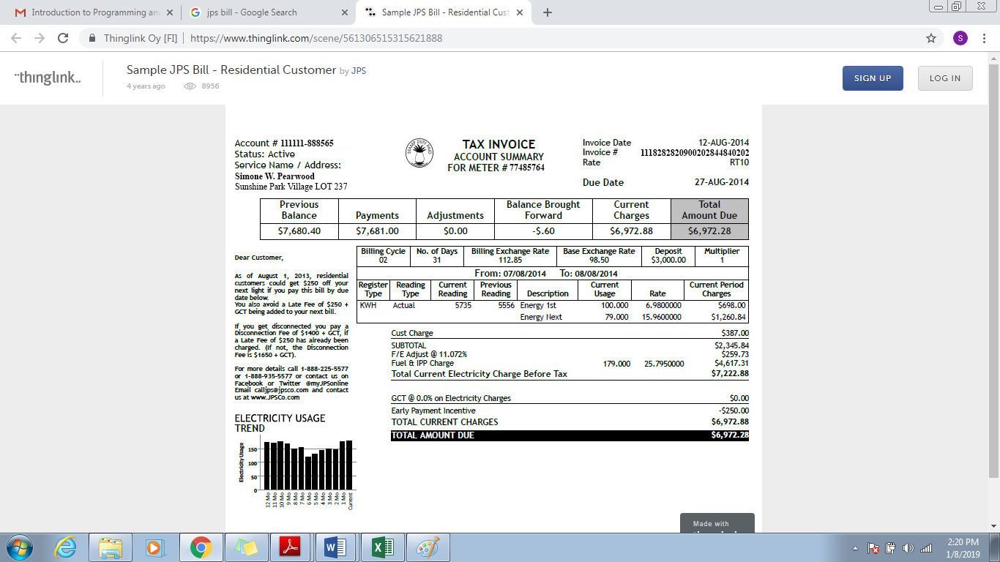 Introduction to Programming an
jps bill - Google Search
Sample JPS Bill - Residential Cust
Thinglink Oy [FI]
https://www.thinglink.com/scene/561306515315621888
S
thinglink..
Sample JPS Bill - Residential Customer by JPS
4 years ago 8956
SIGN UP
LOG IN
Account # 111111-888565
Status: Active
Service Name / Address:
Simone W. Pearwood
Sunshine Park Village LOT 237
STAMP DUTY PAID
TAX INVOICE
ACCOUNT SUMMARY
FOR METER # 77485764
Invoice Date 12-AUG-2014
Invoice # 1118282820900202844840202
Rate RT10
Due Date 27-AUG-2014
Previous Balance Payments Adjustments Balance Brought Forward Current Charges Total Amount Due
$7,680.40 $7,681.00 $0.00 -$.60 $6,972.88 $6,972.28
Dear Customer,
As of August 1, 2013, residential
customers could get $250 off your
next light if you pay this bill by due
date below.
You also avoid a Late Fee of $250 +
GCT being added to your next bill.
If you get disconnected you pay a
Disconnection Fee of $1400 + GCT, if
a Late Fee of $250 has already been
charged. (If not, the Disconnection
Fee is $1650 + GCT).
For more details call 1-888-225-5577
or 1-888-935-5577 or contact us on
Facebook or Twitter @myJPSonline
Email calljps@jpsco.com and contact
us at www.JPSCo.com
Billing Cycle No. of Days Billing Exchange Rate Base Exchange Rate Deposit Multiplier
02 31 112.85 98.50 $3,000.00 1
From: 07/08/2014 To: 08/08/2014
Register Type Reading Type Current Reading Previous Reading Description Current Usage Rate Current Period Charges
KWH Actual 5735 5556 Energy 1st 100.000 6.9800000 $698.00
Energy Next 79.000 15.9600000 $1,260.84
Cust Charge $387.00
SUBTOTAL $2,345.84
F/E Adjust @ 11.072% $259.73
Fuel & IPP Charge 179.000 25.7950000 $4,617.31
Total Current Electricity Charge Before Tax $7,222.88
GCT @ 0.0% on Electricity Charges $0.00
Early Payment Incentive -$250.00
TOTAL CURRENT CHARGES $6,972.88
TOTAL AMOUNT DUE $6,972.28
ELECTRICITY USAGE
TREND
Electricity Usage
150
100
50
0
12 Mo
11 Mo
10 Mo
9 Mo
8 Mo
7 Mo
6 Mo
5 Mo
4 Mo
3 Mo
2 Mo
1 Mo
Current
Made with
2:20 PM
1/8/2019